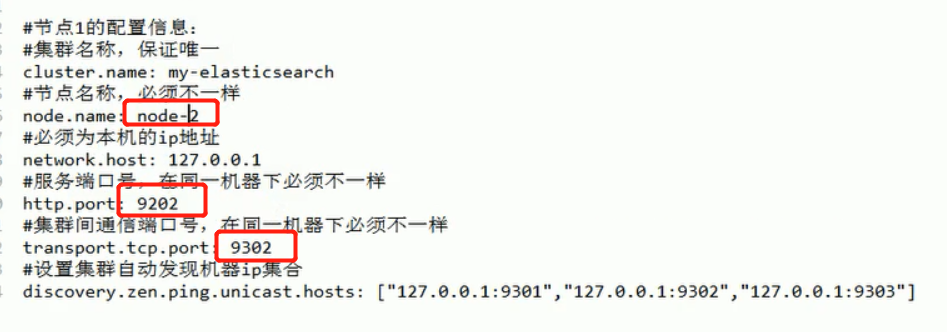 #节点1的配置信息:
#集群名称，保证唯一
cluster.name: my-elasticsearch
#节点名称，必须不一样
node.name: node-2
#必须为本机的ip地址
network.host: 127.0.0.1
#服务端口号，在同一机器下必须不一样
http.port: 9202
#集群间通信端口号，在同一机器下必须不一样
transport.tcp.port: 9302
#设置集群自动发现机器ip集合
discovery.zen.ping.unicast.hosts: ["127.0.0.1:9301","127.0.0.1:9302","127.0.0.1:9303"]